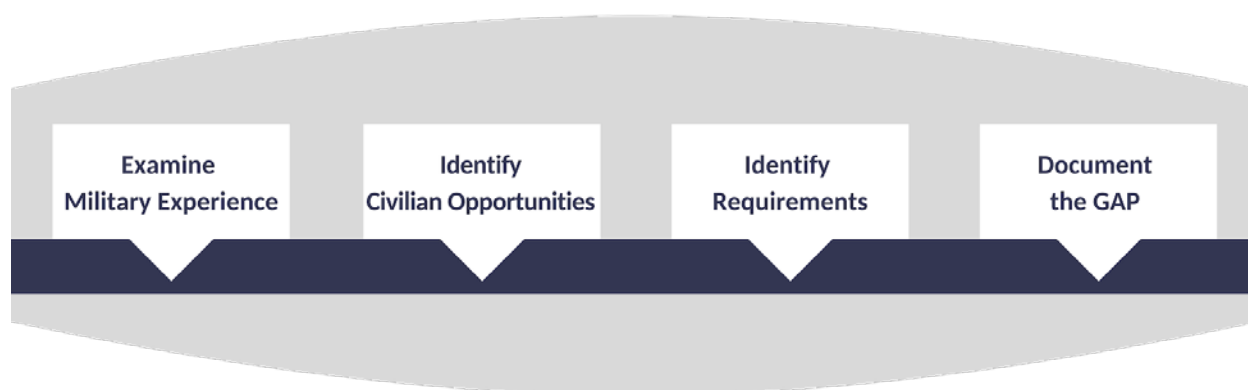 Examine
Military Experience
Identify
Civilian Opportunities
Identify
Requirements
Document
the GAP